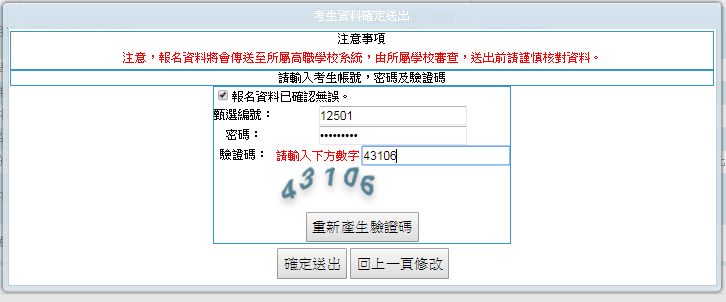 考生資料確定送出
注意事項
注意，報名資料將會傳送至所屬高職學校系統，由所屬學校審查，送出前請謹慎核對資料。
請輸入考生帳號，密碼及驗證碼
報名資料已確認無誤。
甄選編號： 12501
密碼： •••••••••
驗證碼： 請輸入下方數字 43106
43106
重新產生驗證碼
確定送出 回上一頁修改